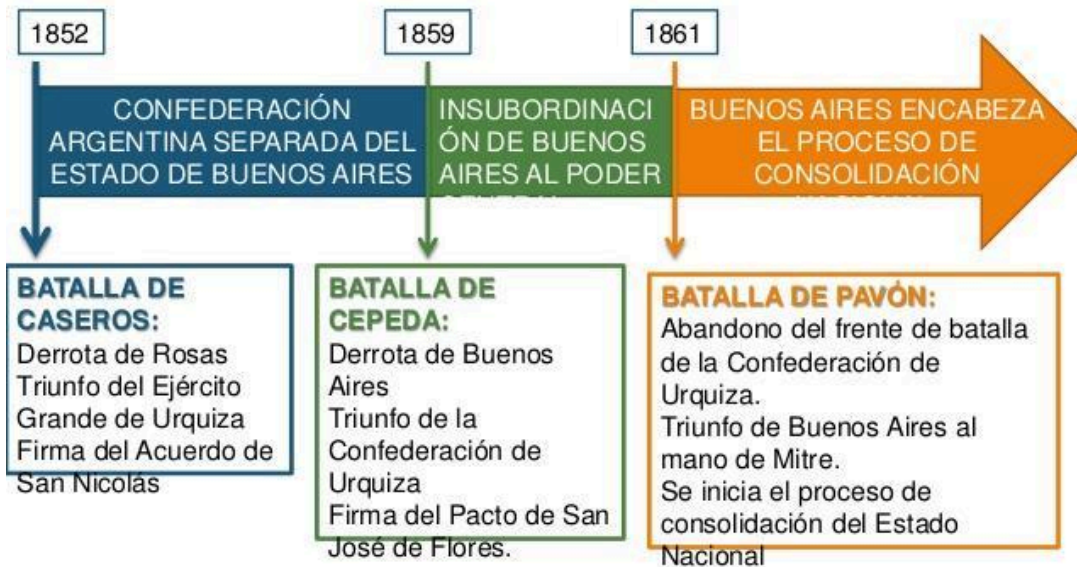 1852
1859
1861
CONFEDERACIÓN
ARGENTINA SEPARADA DEL
ESTADO DE BUENOS AIRES
INSUBORDINACI
ÓN DE BUENOS
AIRES AL PODER
BUENOS AIRES ENCABEZA
EL PROCESO DE
CONSOLIDACIÓN
BATALLA DE
CASEROS:
Derrota de Rosas
Triunfo del Ejército
Grande de Urquiza
Firma del Acuerdo de
San Nicolás
BATALLA DE
CEPEDA:
Derrota de Buenos
Aires
Triunfo de la
Confederación de
Urquiza
Firma del Pacto de San
José de Flores.
BATALLA DE PAVÓN:
Abandono del frente de batalla
de la Confederación de
Urquiza.
Triunfo de Buenos Aires al
mano de Mitre.
Se inicia el proceso de
consolidación del Estado
Nacional